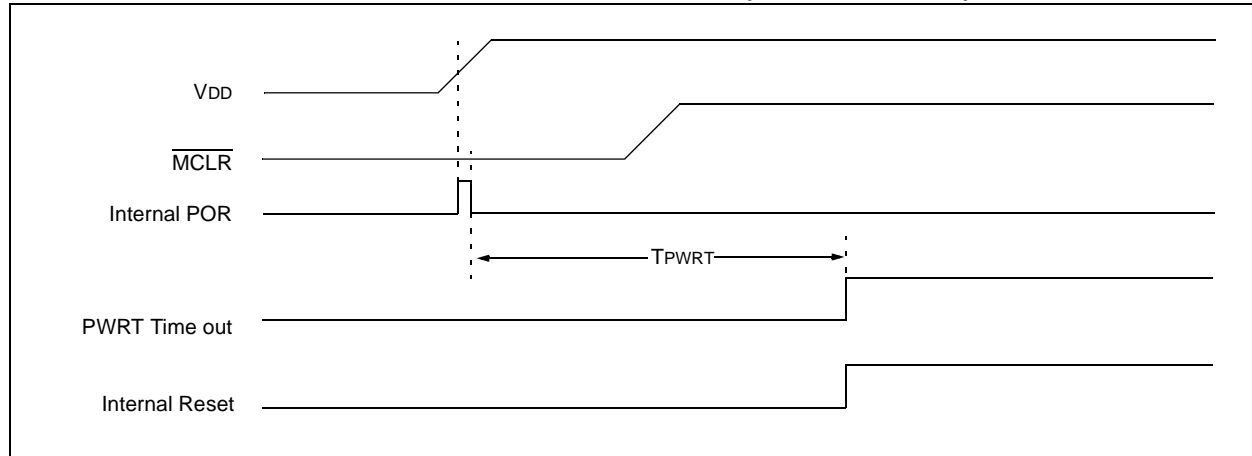 VDD
MCLR
Internal POR
TPWRT
PWRT Time out
Internal Reset